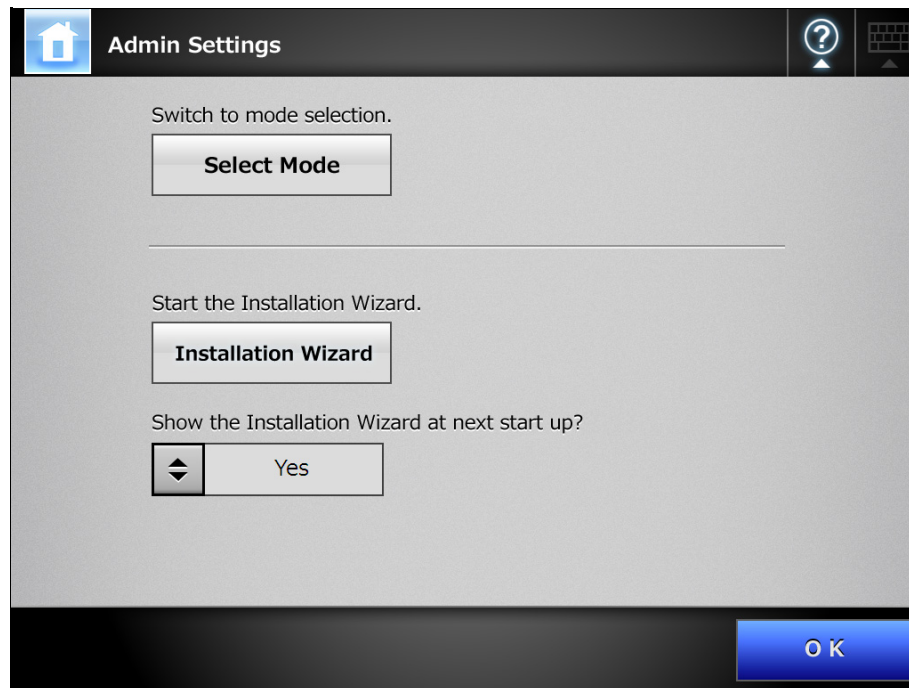 Admin Settings
?
Switch to mode selection.
Select Mode
Start the Installation Wizard.
Installation Wizard
Show the Installation Wizard at next start up?
Yes
OK